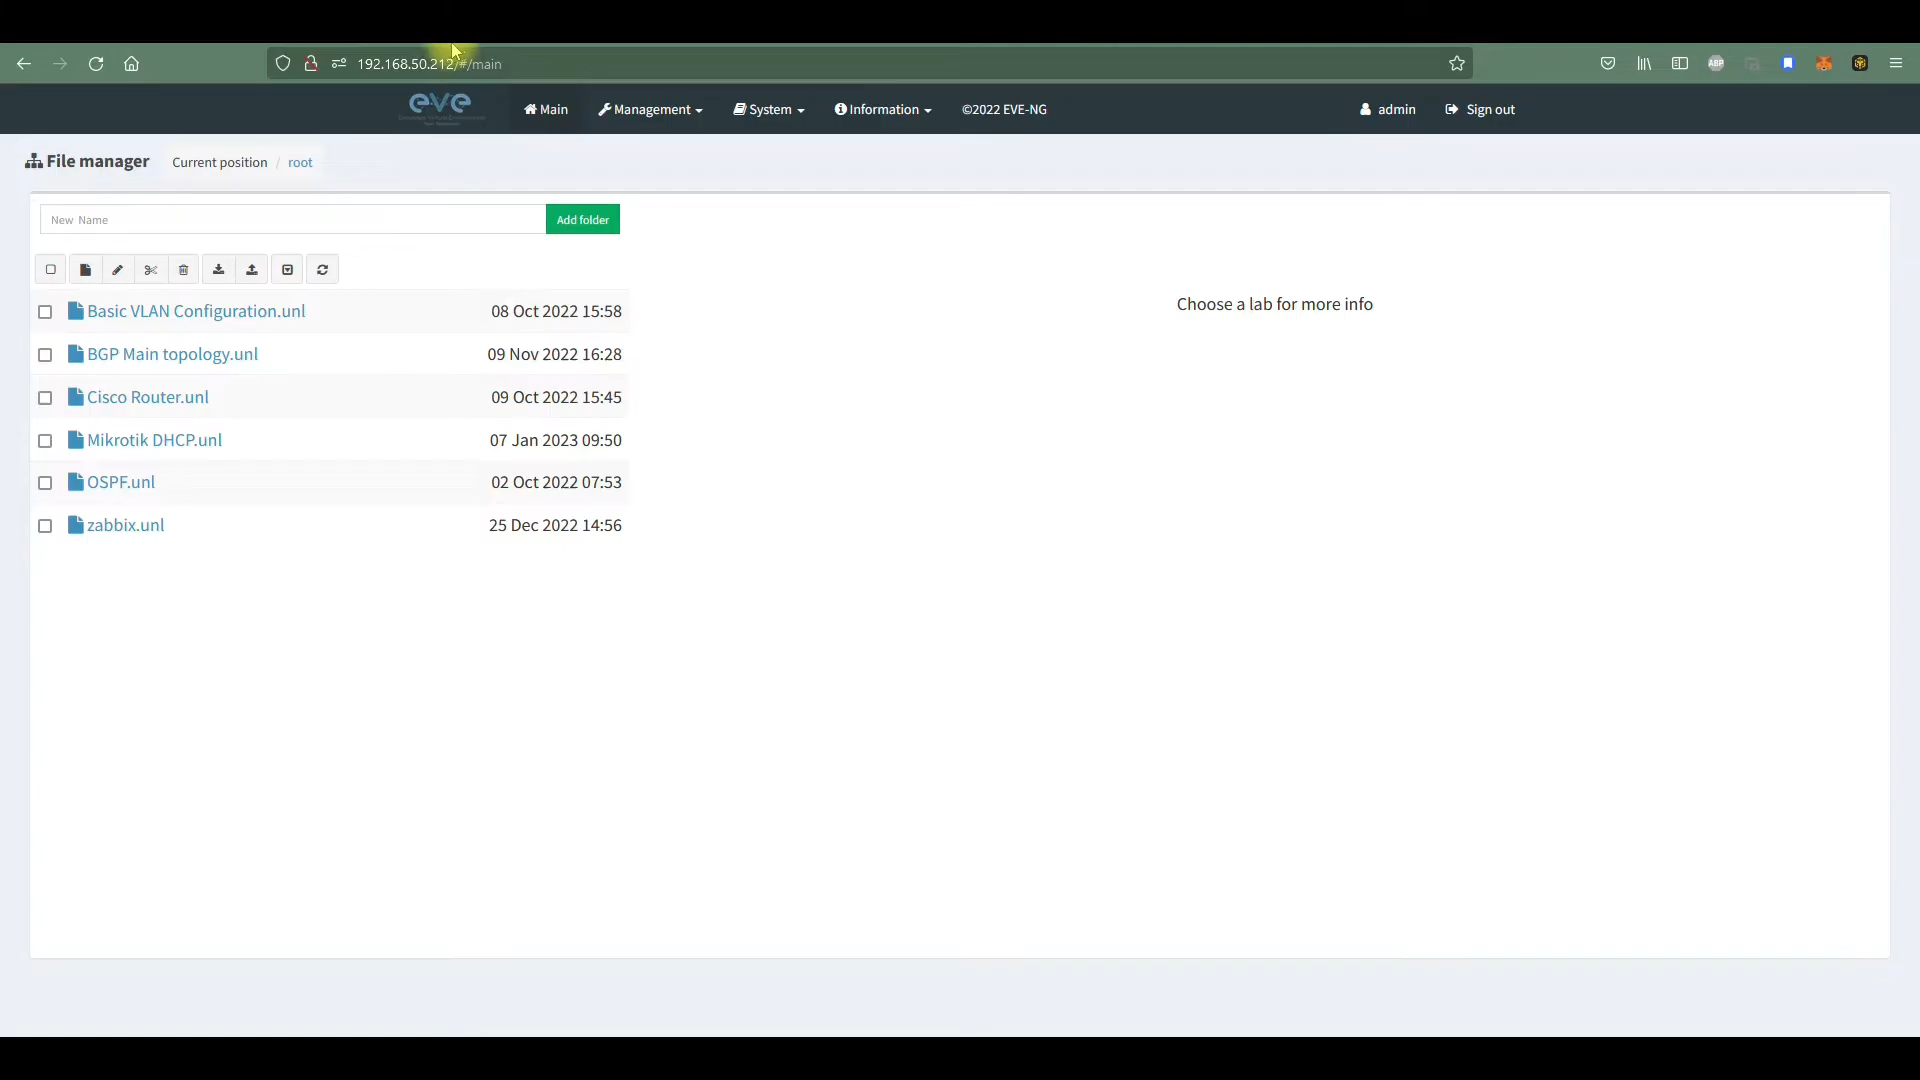 192.168.50.212/#/main
ABP
eve
Main
Management
System
Information
©2022 EVE-NG
admin
Sign out
File manager
Current position / root
New Name
Add folder
Basic VLAN Configuration.unl 08 Oct 2022 15:58
BGP Main topology.unl 09 Nov 2022 16:28
Cisco Router.unl 09 Oct 2022 15:45
Mikrotik DHCP.unl 07 Jan 2023 09:50
OSPF.unl 02 Oct 2022 07:53
zabbix.unl 25 Dec 2022 14:56
Choose a lab for more info